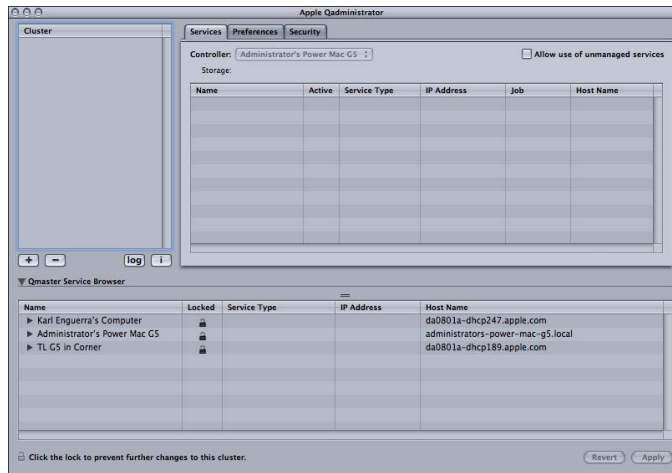 Apple Qadministrator
Cluster
Services Preferences Security
Controller: Administrator's Power Mac G5
Allow use of unmanaged services
Storage:
Name Active Service Type IP Address Job Host Name
+ − log i
Qmaster Service Browser
Name Locked Service Type IP Address Host Name
Karl Enguerra's Computer da0801a-dhcp247.apple.com
Administrator's Power Mac G5 administrators-power-mac-g5.local
TL G5 in Corner da0801a-dhcp189.apple.com
Click the lock to prevent further changes to this cluster.
Revert Apply